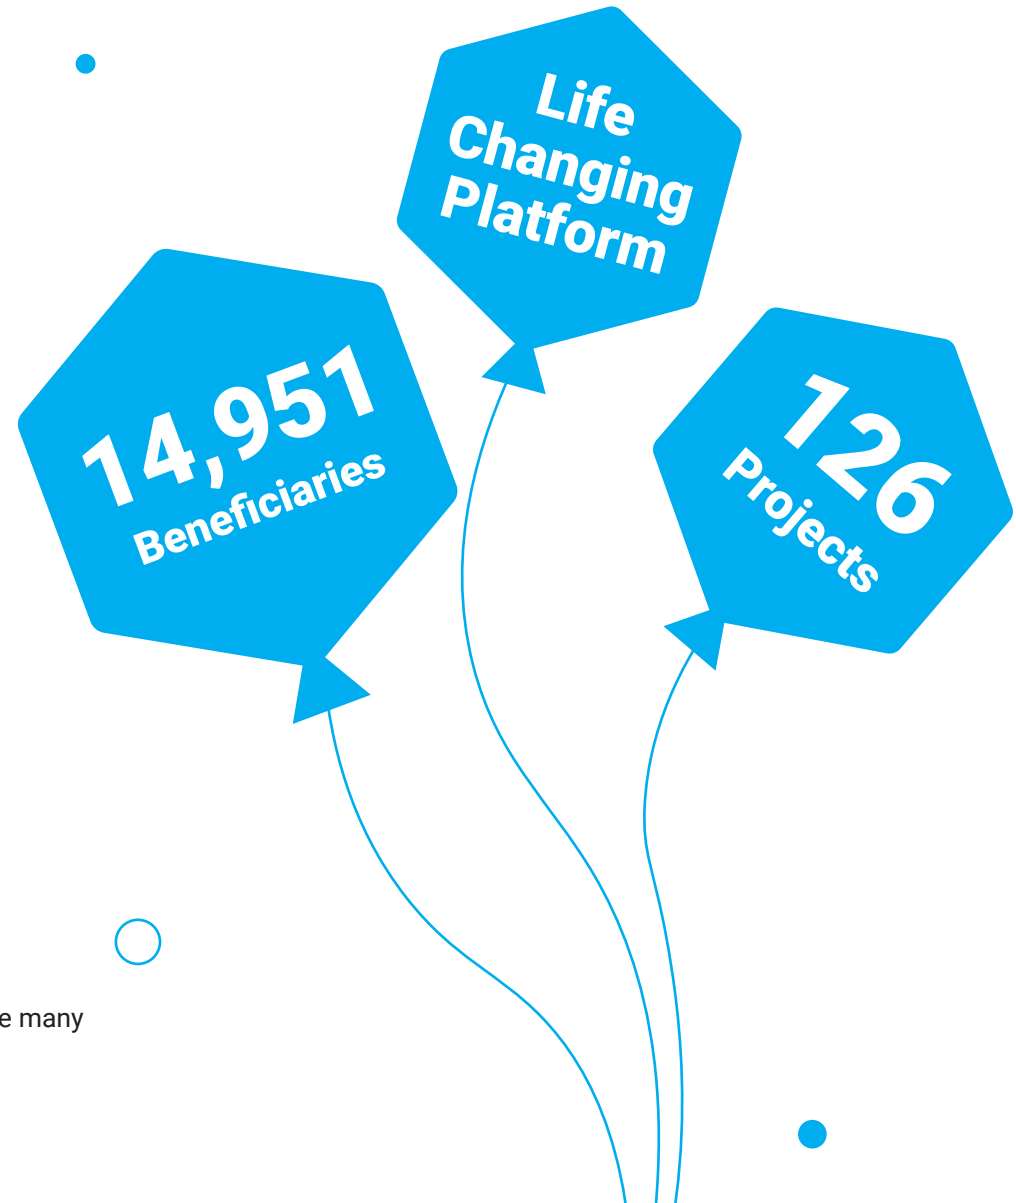 Life
Changing
Platform
14,951
Beneficiaries
126
Projects
e many